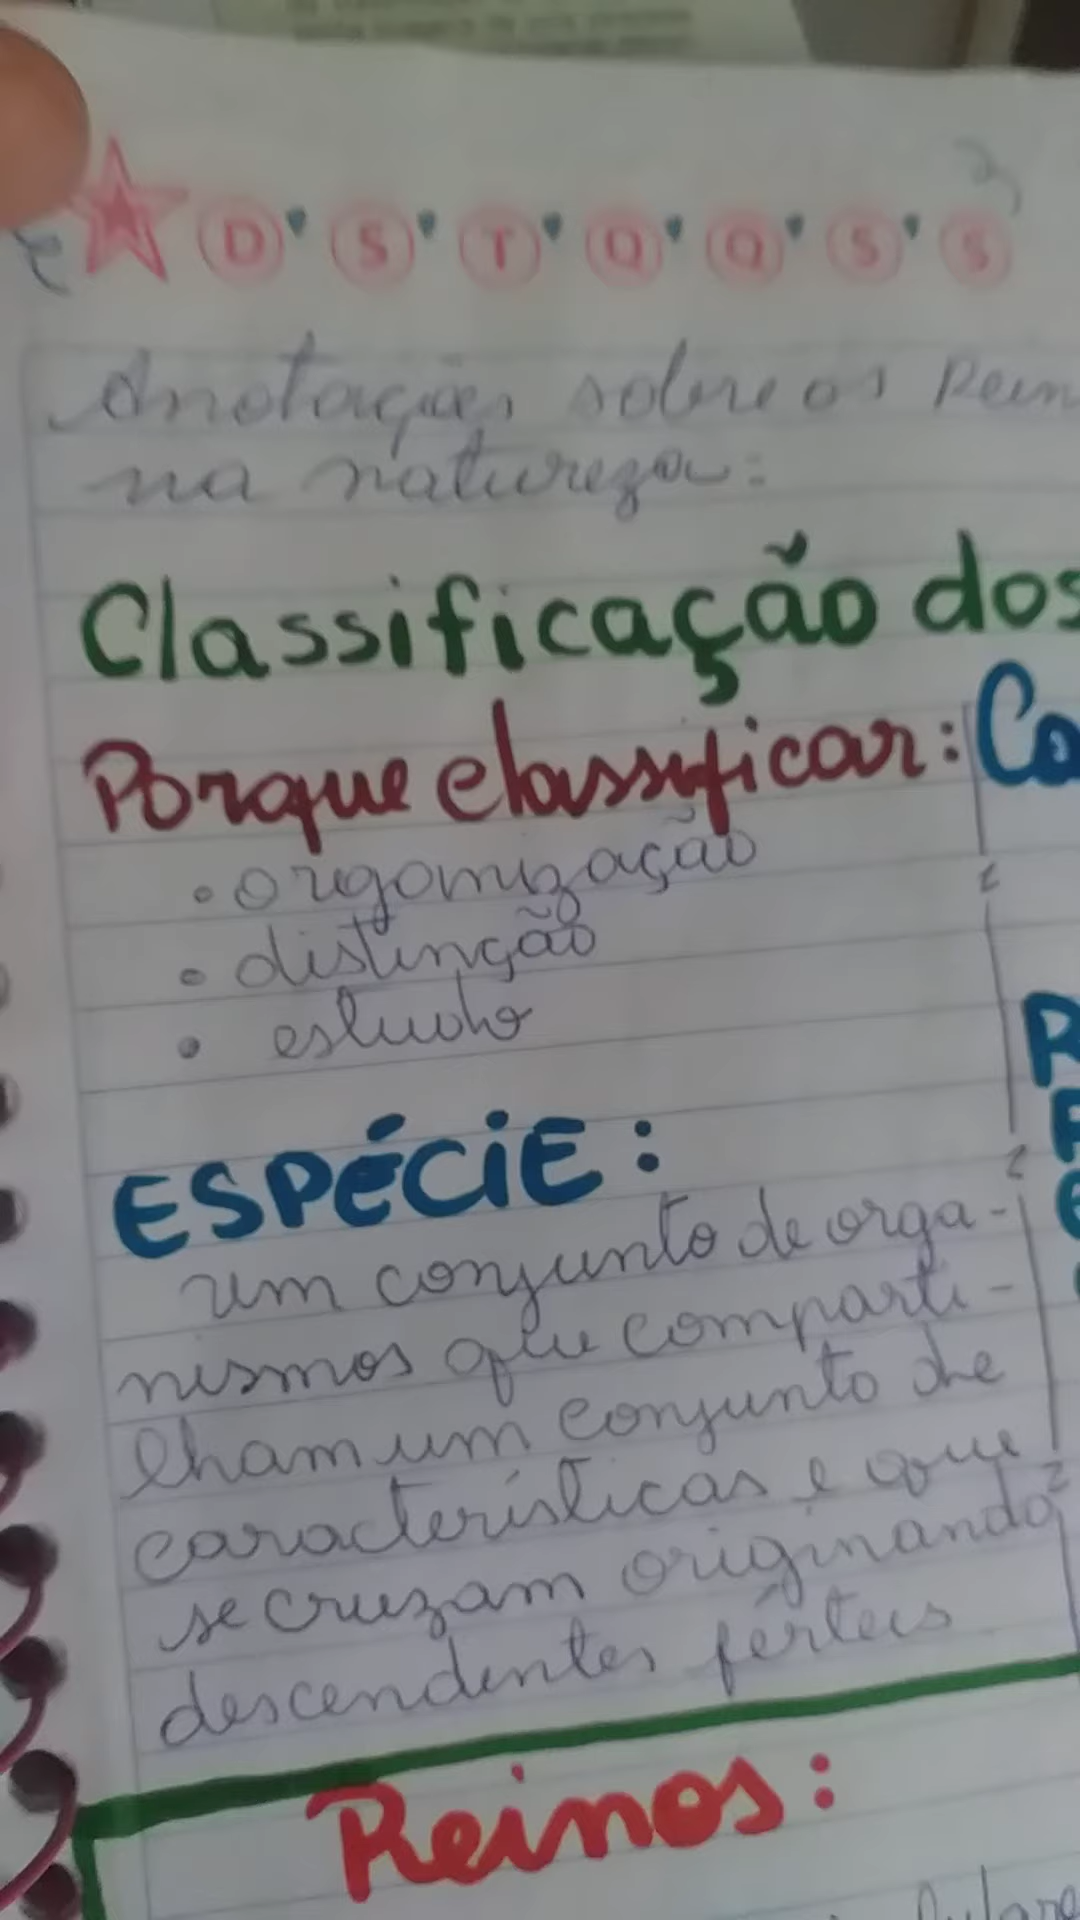 D S T Q Q S S
Anotações sobre os Rein
na natureza:
Classificação dos
Porque classificar: Co
• organização
• distinção
• estudo
R
ESPÉCiE:
um conjunto de orga-
nismos que comparti-
lham um conjunto de
características e que
se cruzam originando
descendentes férteis
Reinos: